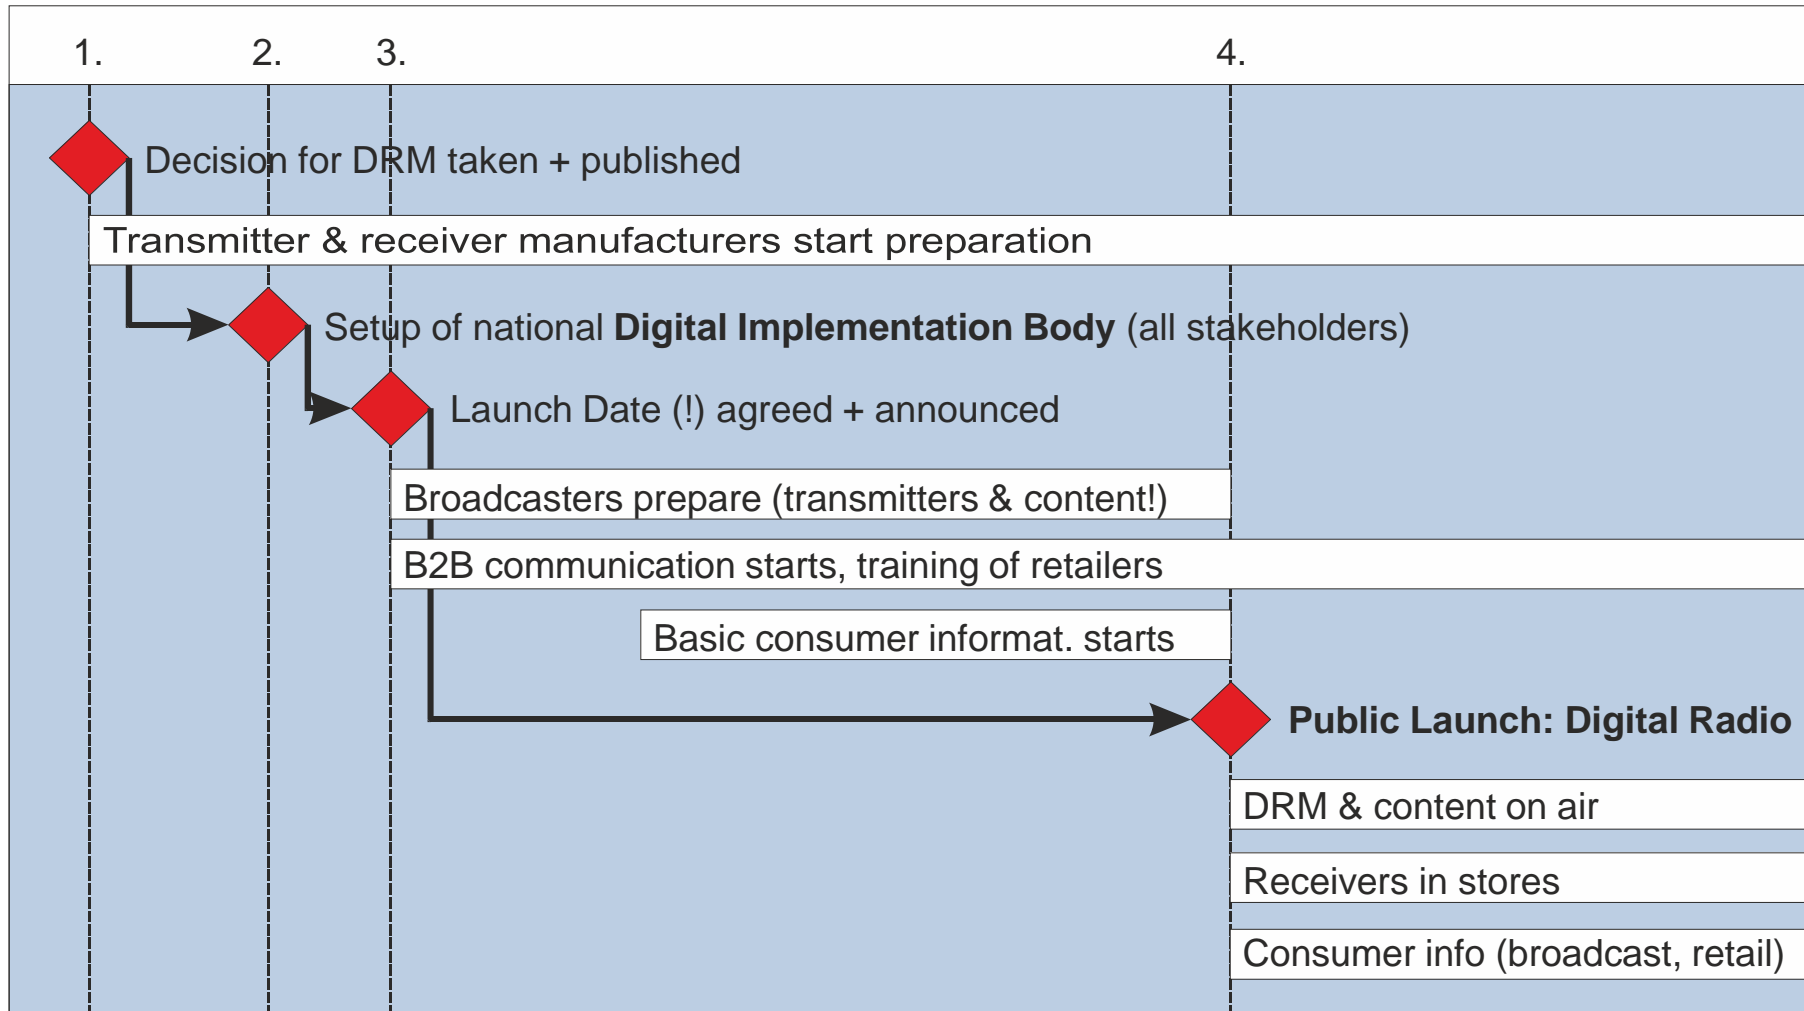 1. 2. 3. 4.
Decision for DRM taken + published
Transmitter & receiver manufacturers start preparation
Setup of national Digital Implementation Body (all stakeholders)
Launch Date (!) agreed + announced
Broadcasters prepare (transmitters & content!)
B2B communication starts, training of retailers
Basic consumer informat. starts
Public Launch: Digital Radio
DRM & content on air
Receivers in stores
Consumer info (broadcast, retail)